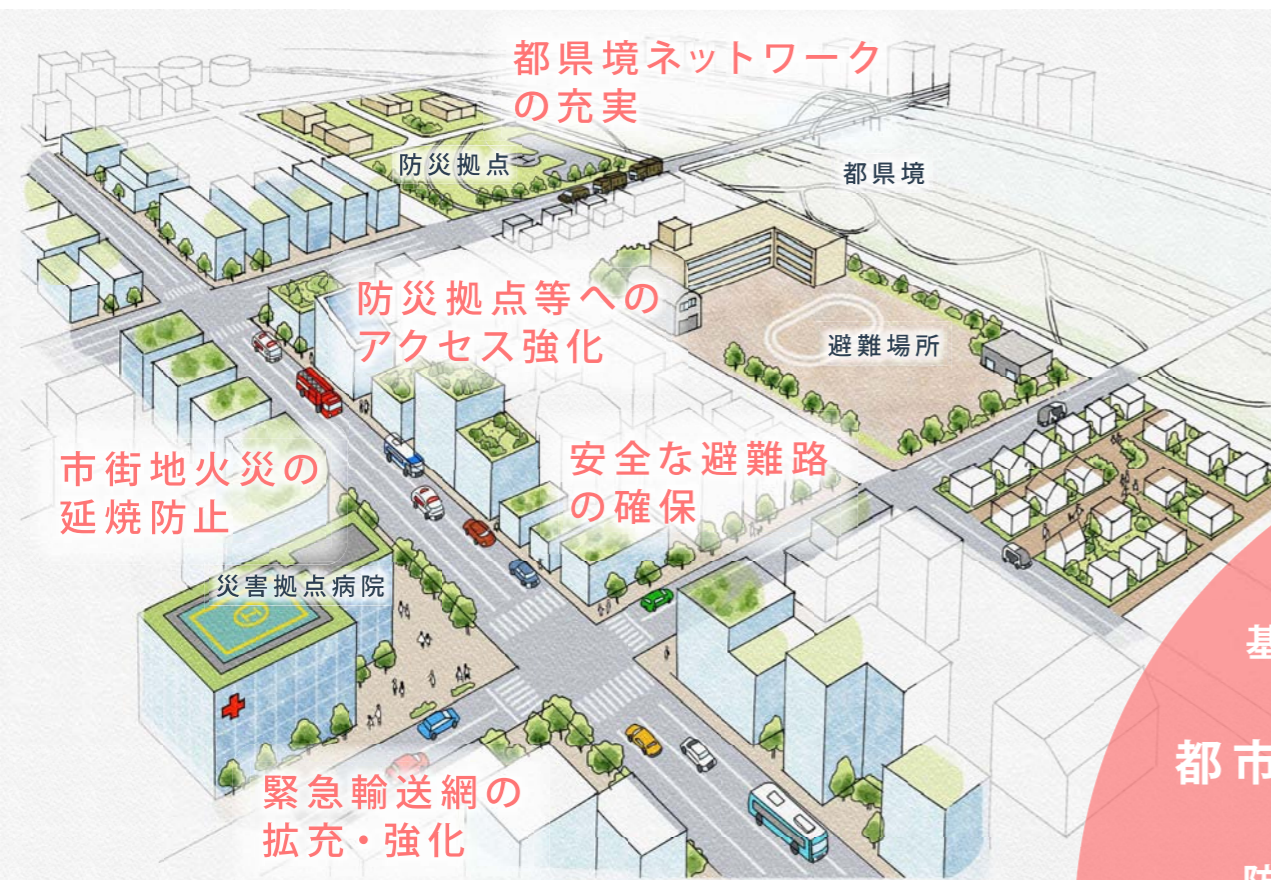 都県境ネットワーク
の充実
防災拠点
都県境
防災拠点等への
アクセス強化
避難場所
市街地火災の
延焼防止
安全な避難路
の確保
災害拠点病院
H
基
都市
緊急輸送網の
拡充・強化
防